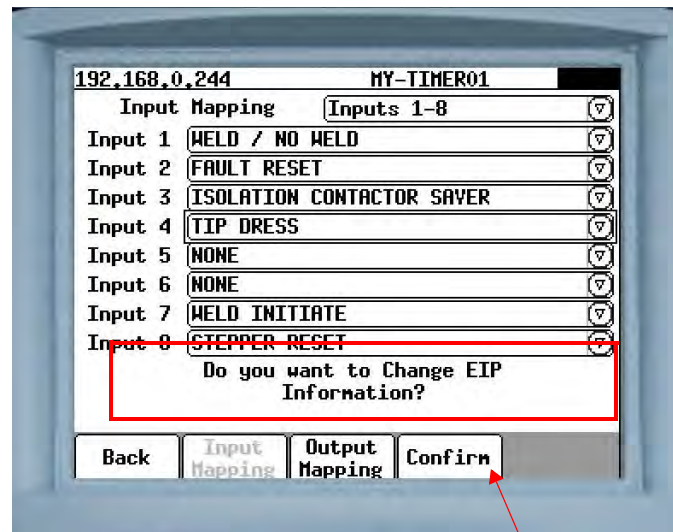 192.168.0.244 MY-TIMER01
Input Mapping Inputs 1-8
Input 1 WELD / NO WELD
Input 2 FAULT RESET
Input 3 ISOLATION CONTACTOR SAVER
Input 4 TIP DRESS
Input 5 NONE
Input 6 NONE
Input 7 WELD INITIATE
Input 8 STEPPER RESET
Do you want to Change EIP
Information?
Back Input Mapping Output Mapping Confirm